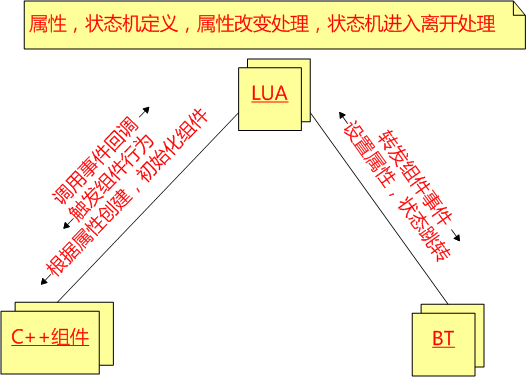 属性，状态机定义，属性改变处理，状态机进入离开处理
LUA
调用事件回调
触发组件行为
根据属性创建，初始化组件
转发组件事件
设置属性，状态跳转
C++组件
BT